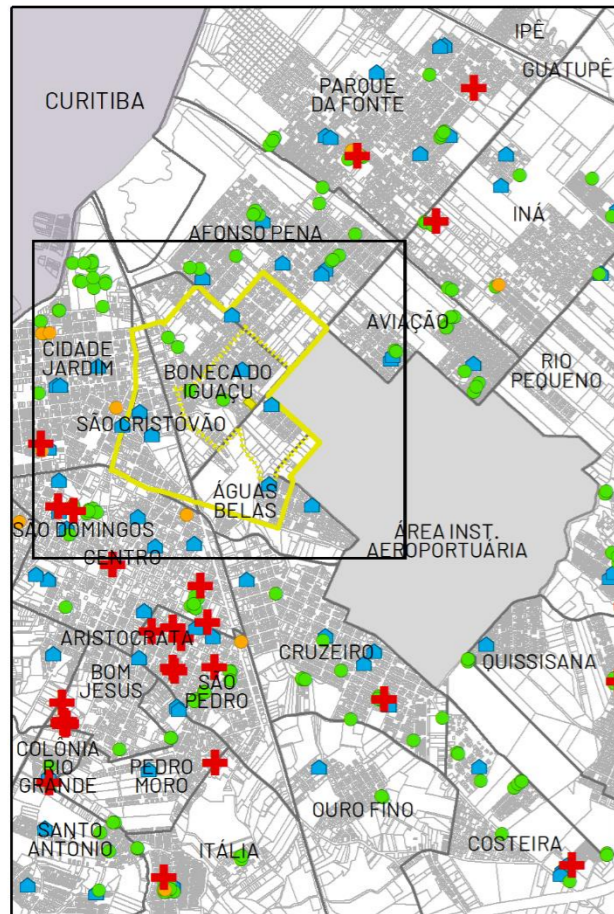 IPÊ
GUATUPÊ
PARQUE
DA FONTE
CURITIBA
INÁ
AFONSO PENA
AVIAÇÃO
CIDADE
JARDIM
RIO
PEQUENO
BONECA DO
IGUAÇU
SÃO CRISTÓVÃO
ÁGUAS
BELAS
SÃO DOMINGOS
ÁREA INST.
AEROPORTUÁRIA
CENTRO
ARISTOCRATA
CRUZEIRO
QUISSISANA
BOM
JESUS
SÃO
PEDRO
COLÔNIA
RIO
GRANDE
PEDRO
MORO
OURO FINO
SANTO
ANTÔNIO
ITÁLIA
COSTEIRA